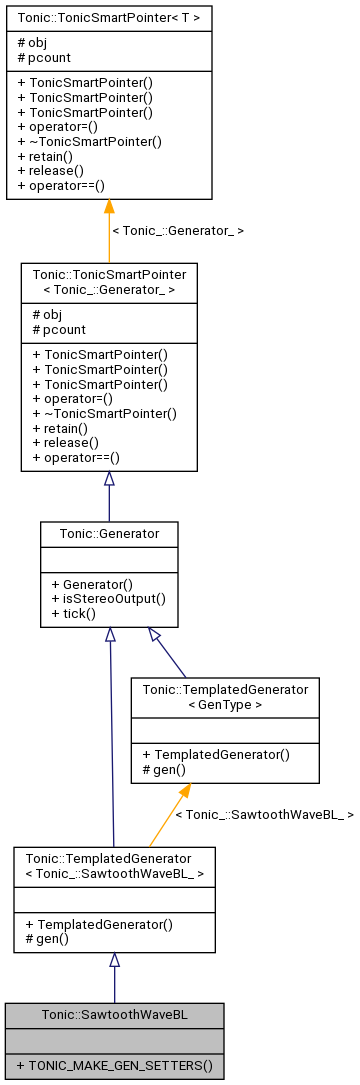 Tonic::TonicSmartPointer< T >
# obj
# pcount
+ TonicSmartPointer()
+ TonicSmartPointer()
+ TonicSmartPointer()
+ operator=()
+ ~TonicSmartPointer()
+ retain()
+ release()
+ operator==()
< Tonic_::Generator_ >
Tonic::TonicSmartPointer
< Tonic_::Generator_ >
# obj
# pcount
+ TonicSmartPointer()
+ TonicSmartPointer()
+ TonicSmartPointer()
+ operator=()
+ ~TonicSmartPointer()
+ retain()
+ release()
+ operator==()
Tonic::Generator
+ Generator()
+ isStereoOutput()
+ tick()
Tonic::TemplatedGenerator
< GenType >
+ TemplatedGenerator()
# gen()
< Tonic_::SawtoothWaveBL_ >
Tonic::TemplatedGenerator
< Tonic_::SawtoothWaveBL_ >
+ TemplatedGenerator()
# gen()
Tonic::SawtoothWaveBL
+ TONIC_MAKE_GEN_SETTERS()